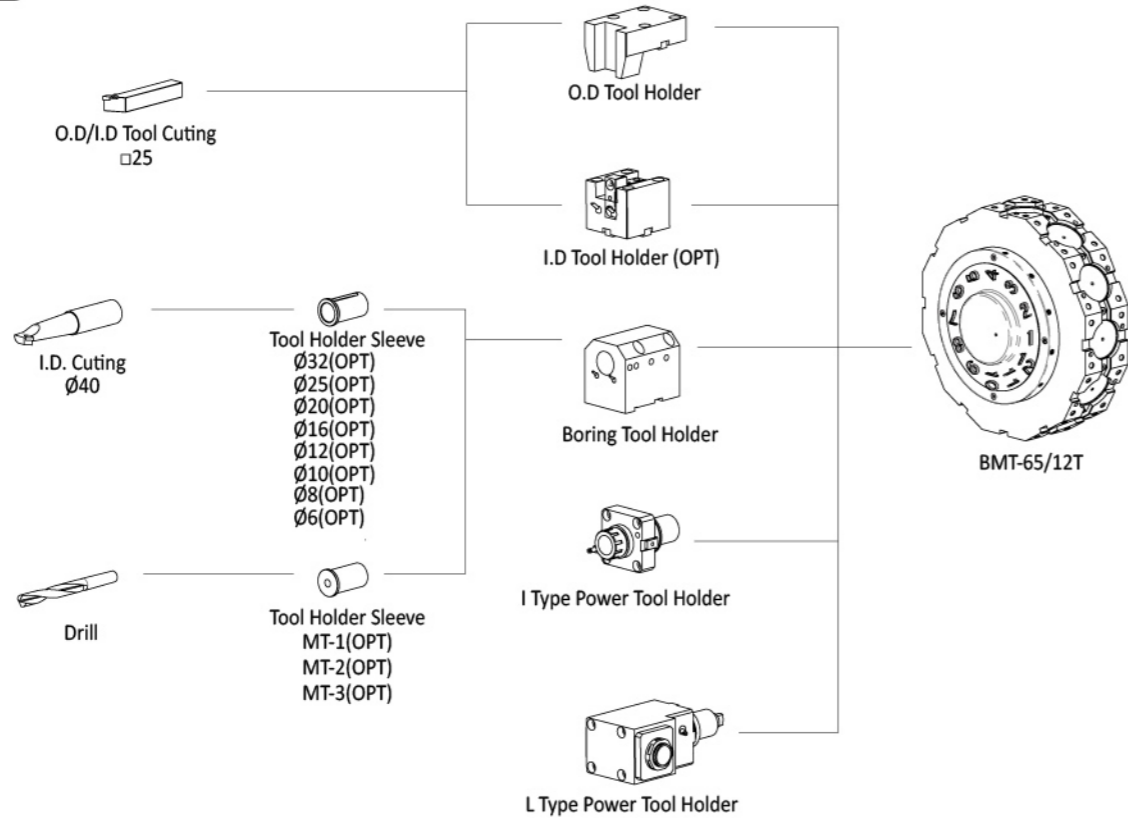 O.D Tool Holder
O.D/I.D Tool Cuting
□25
I.D Tool Holder (OPT)
I.D. Cuting
Ø40
Tool Holder Sleeve
Ø32(OPT)
Ø25(OPT)
Ø20(OPT)
Ø16(OPT)
Ø12(OPT)
Ø10(OPT)
Ø8(OPT)
Ø6(OPT)
Boring Tool Holder
BMT-65/12T
I Type Power Tool Holder
Drill
Tool Holder Sleeve
MT-1(OPT)
MT-2(OPT)
MT-3(OPT)
L Type Power Tool Holder